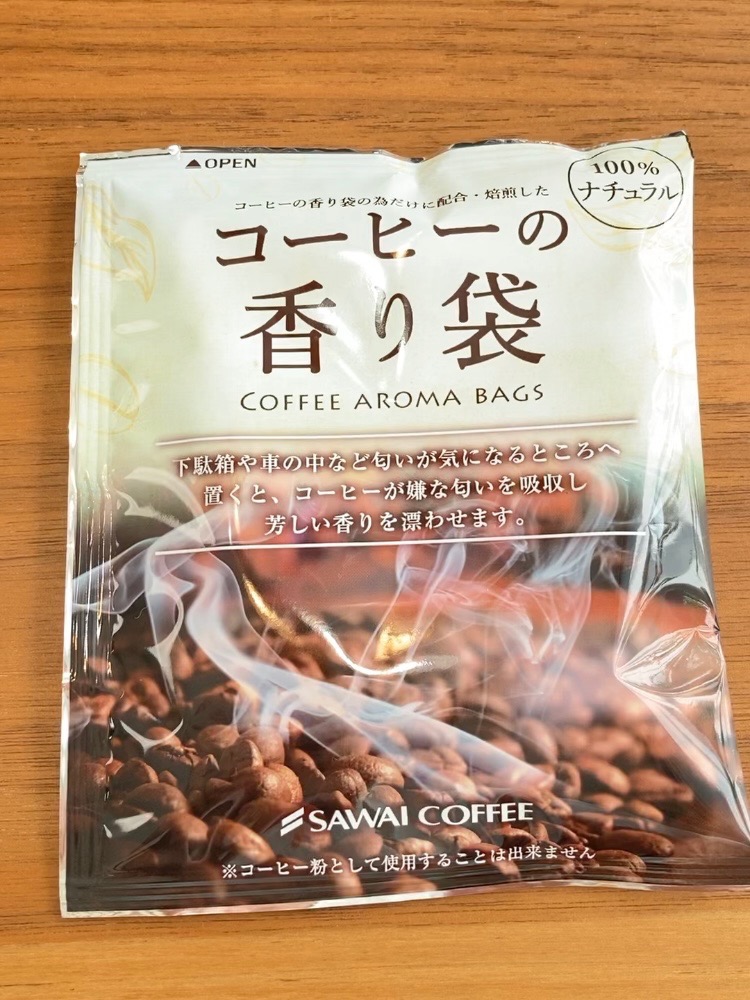 ▲OPEN
100%
ナチュラル
コーヒーの香り袋の為だけに配合・焙煎した
コーヒーの
香り袋
COFFEE AROMA BAGS
下駄箱や車の中など匂いが気になるところへ
置くと、コーヒーが嫌な匂いを吸収し
芳しい香りを漂わせます。
SAWAI COFFEE
※コーヒー粉として使用することは出来ません